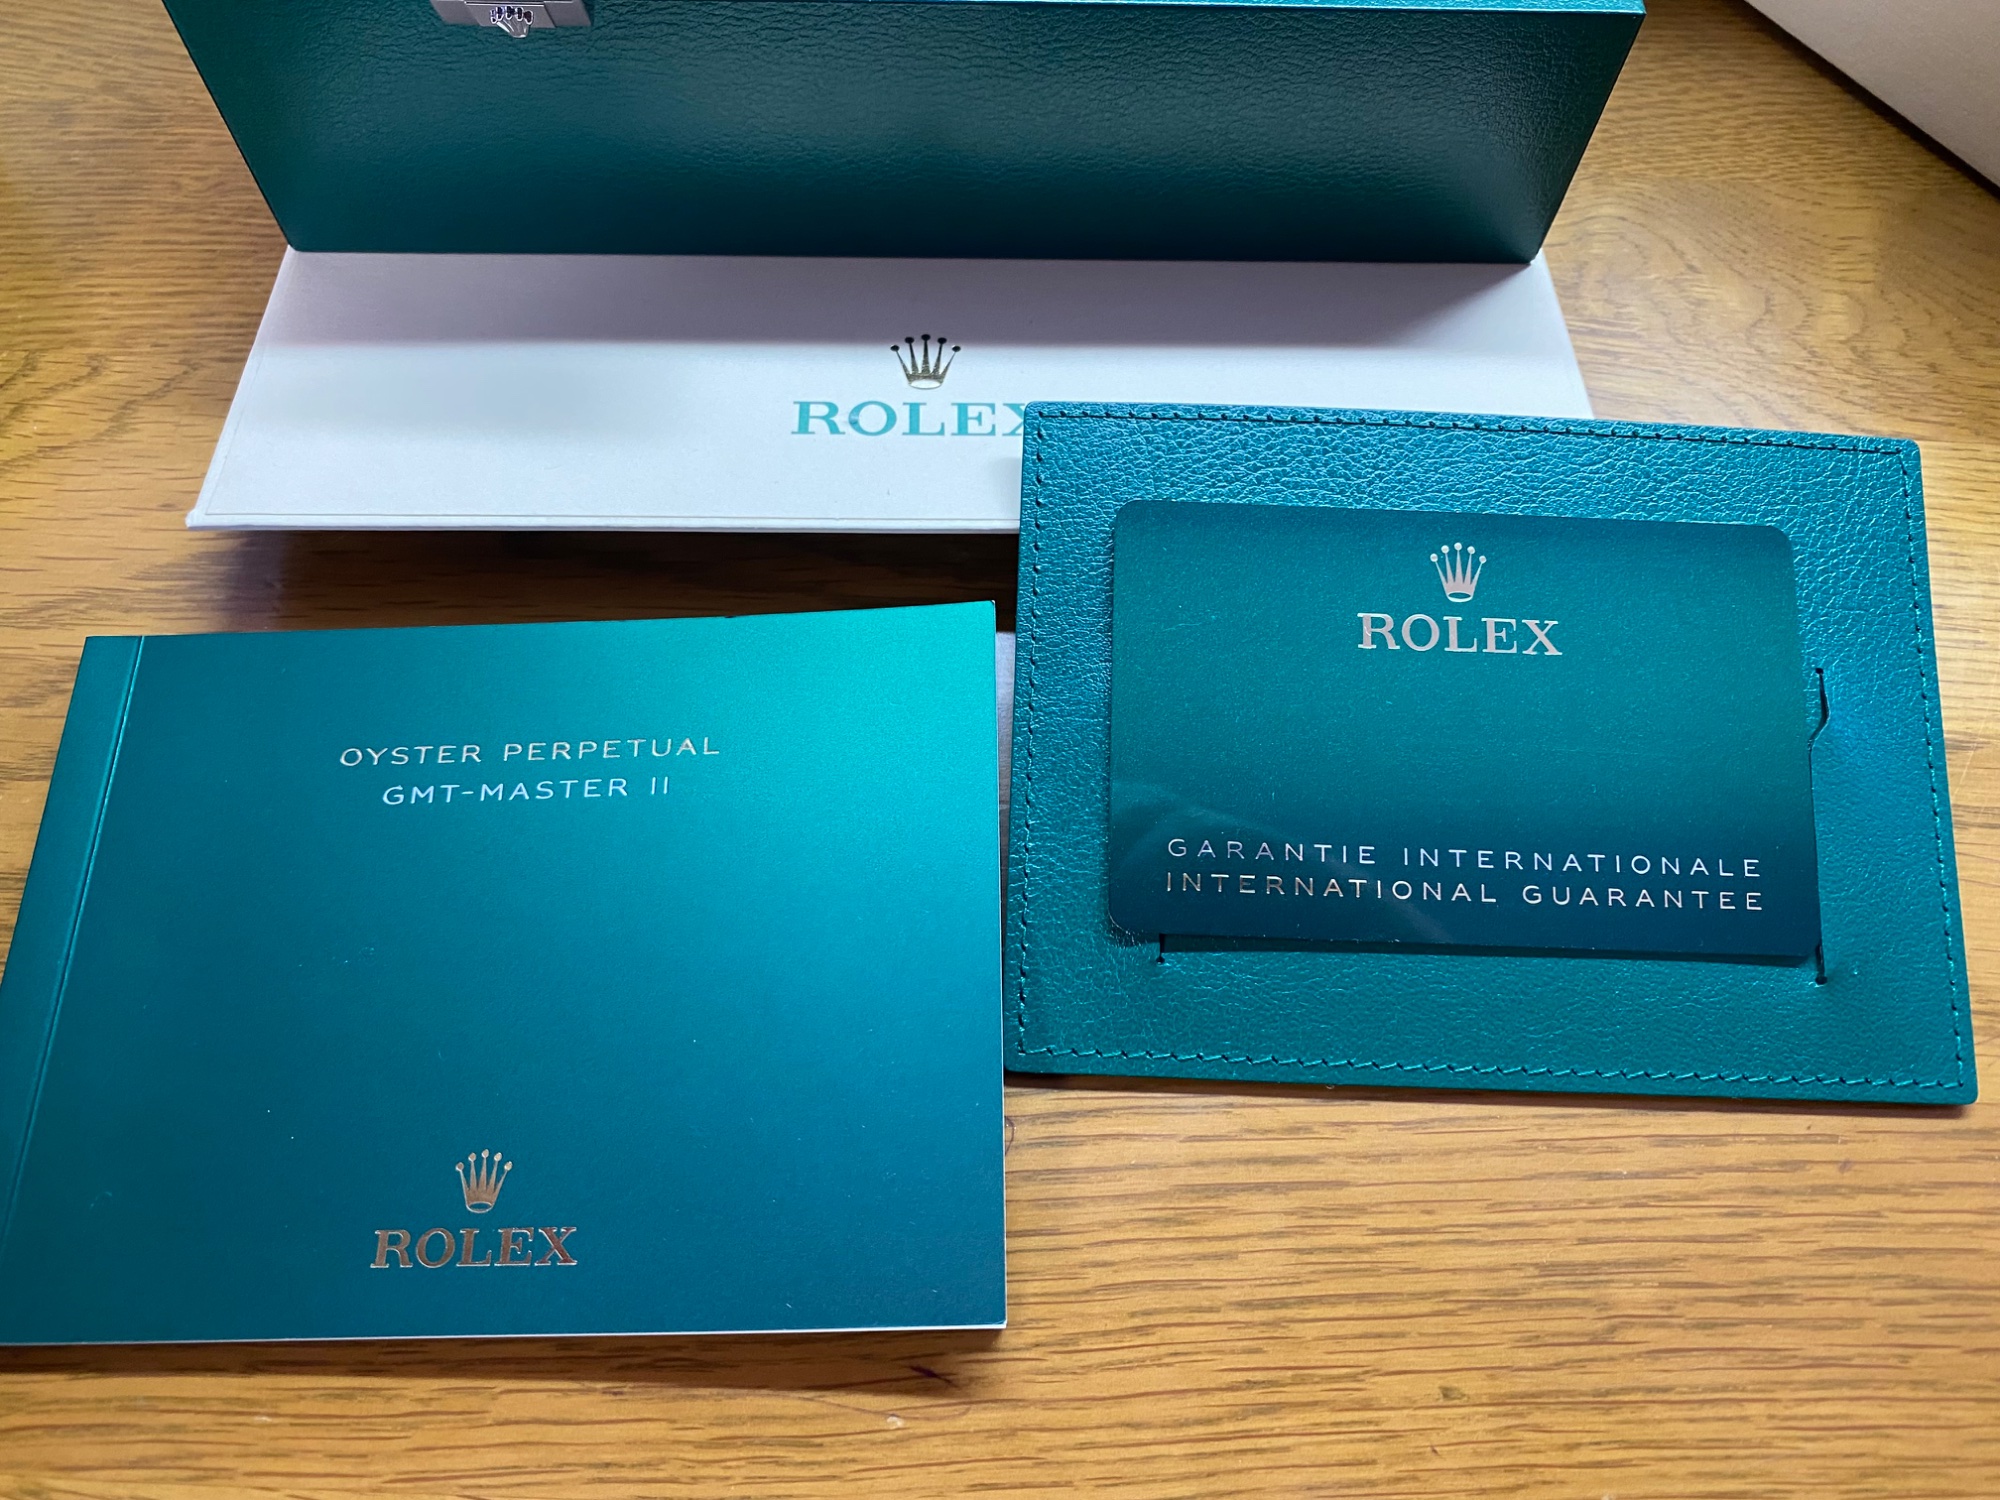 ROLEX
ROLEX
GARANTIE INTERNATIONALE
INTERNATIONAL GUARANTEE
OYSTER PERPETUAL
GMT-MASTER II
ROLEX